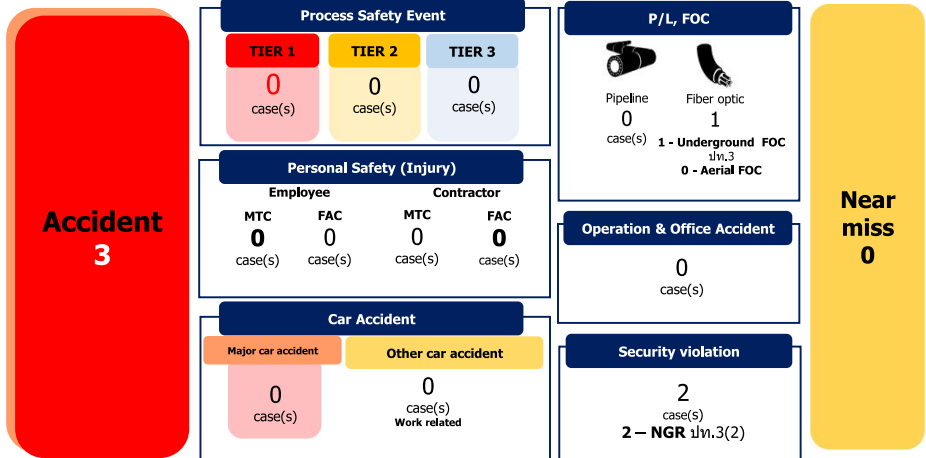 Accident
3
Process Safety Event
TIER 1
TIER 2
TIER 3
0
case(s)
0
case(s)
0
case(s)
Personal Safety (Injury)
Employee
Contractor
MTC
FAC
MTC
FAC
0
0
0
0
case(s)
case(s)
case(s)
case(s)
Car Accident
Major car accident
Other car accident
0
case(s)
0
case(s)
Work related
P/L, FOC
Pipeline
0
case(s)
Fiber optic
1
1 - Underground FOC
ปท.3
0 - Aerial FOC
Operation & Office Accident
0
case(s)
Security violation
2
case(s)
2 – NGR ปท.3(2)
Near
miss
0